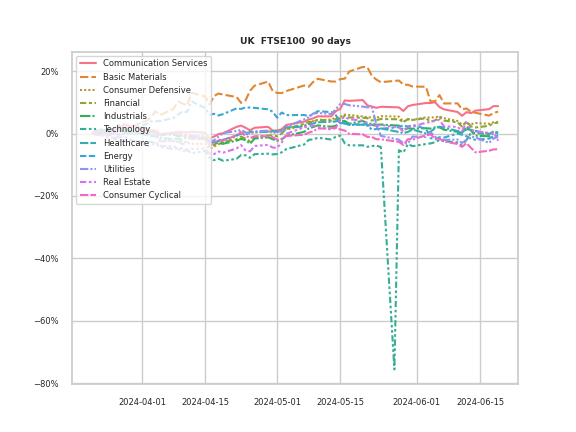 UK FTSE100 90 days
20%
0%
−20%
−40%
−60%
−80%
Communication Services
Basic Materials
Consumer Defensive
Financial
Industrials
Technology
Healthcare
Energy
Utilities
Real Estate
Consumer Cyclical
2024-04-01
2024-04-15
2024-05-01
2024-05-15
2024-06-01
2024-06-15